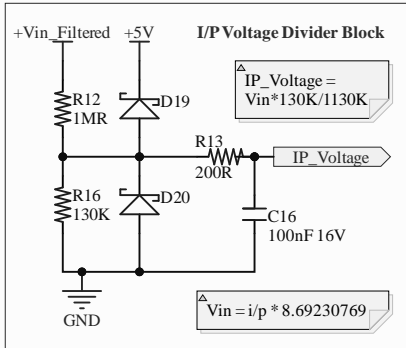 I/P Voltage Divider Block
+Vin_Filtered
+5V
IP_Voltage =
Vin*130K/1130K
R12
1MR
D19
R13
200R
IP_Voltage
R16
130K
D20
C16
100nF 16V
GND
Vin = i/p * 8.69230769